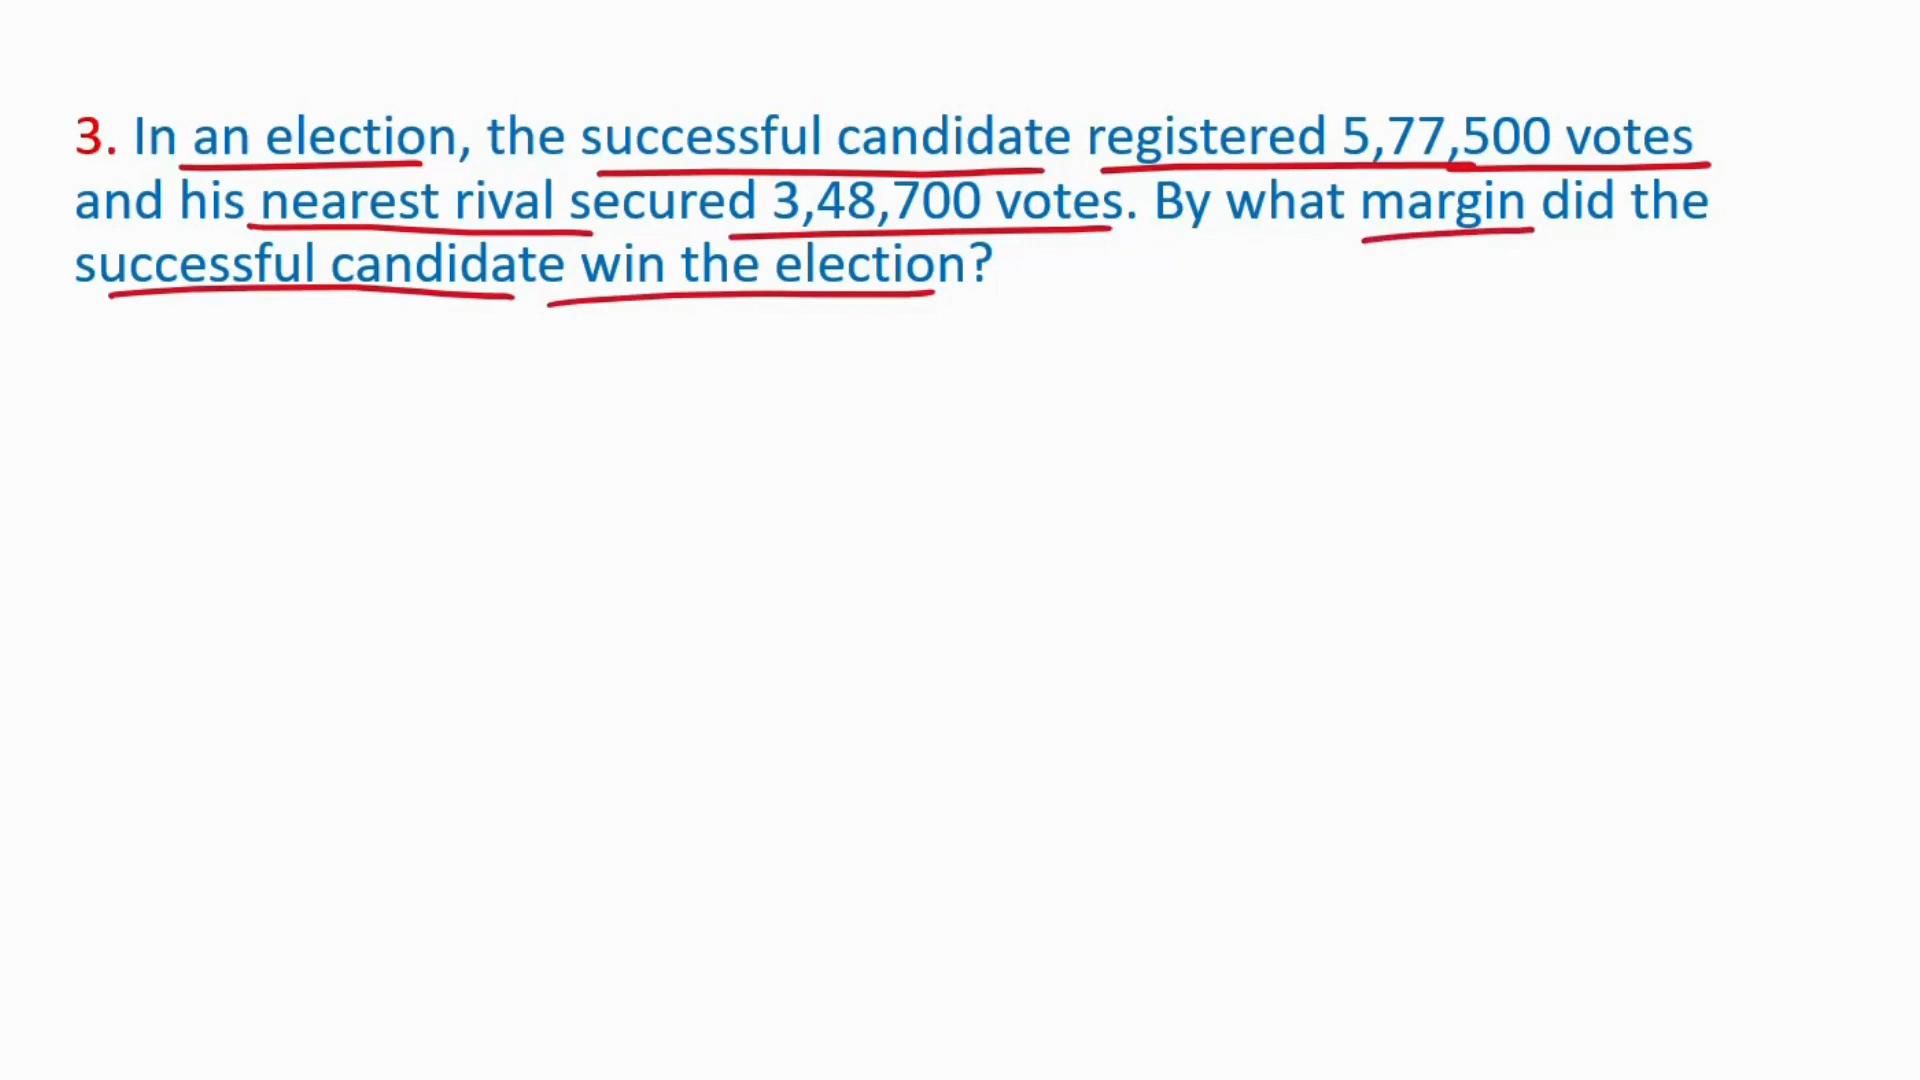 3. In an election, the successful candidate registered 5,77,500 votes
and his nearest rival secured 3,48,700 votes. By what margin did the
successful candidate win the election?